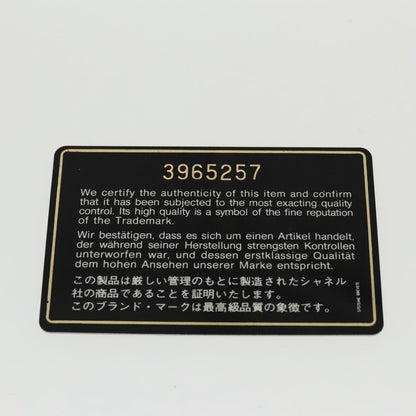 3965257
We certify the authenticity of this item and confirm
that it has been subjected to the most exacting quality
control. Its high quality is a symbol of the fine reputation
of the Trademark.
Wir bestätigen, dass es sich um einen Artikel handelt,
der während seiner Herstellung strengsten Kontrollen
unterworfen war, und dessen erstklassige Qualität
dem hohen Ansehen unserer Marke entspricht.
この製品は厳しい管理のもとに製造されたシャネル
社の商品であることを証明いたします。
このブランド・マークは最高級品質の象徴です。